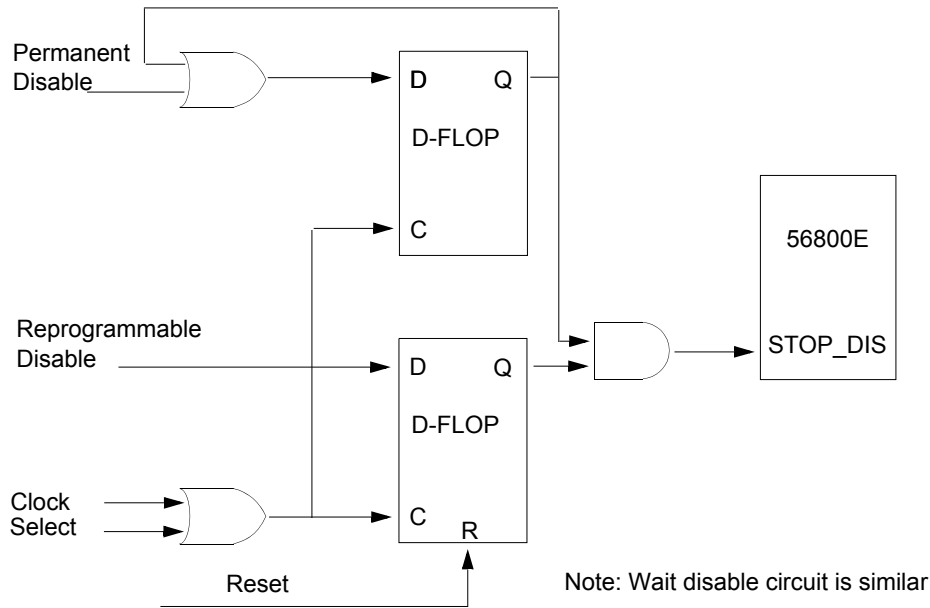 Permanent
Disable
D Q
D-FLOP
C
56800E
STOP_DIS
Reprogrammable
Disable
D Q
D-FLOP
C
R
Clock
Select
Reset
Note: Wait disable circuit is similar